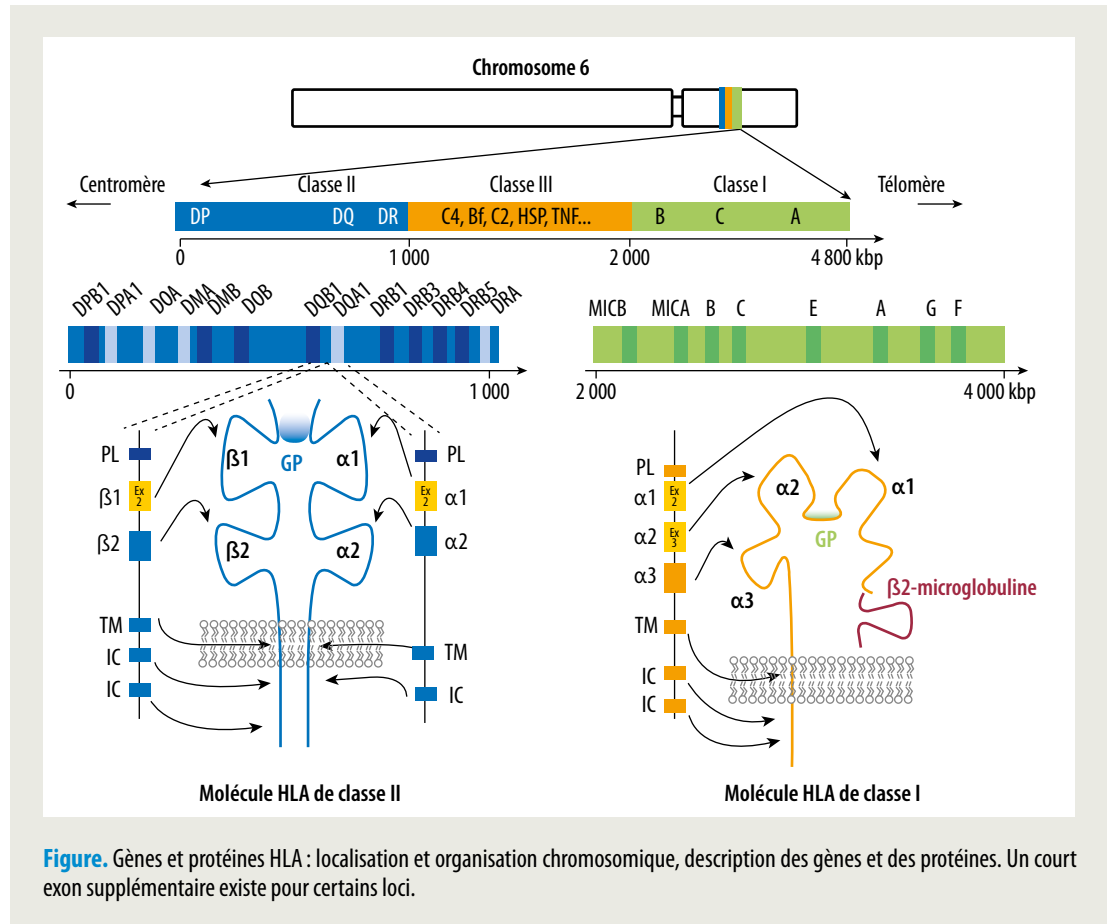 Chromosome 6
Centromère Classe II Classe III Classe I Télomère
DP DQ DR C4, Bf, C2, HSP, TNF... B C A
0 1 000 2 000 4 800 kbp
DPB1 DPA1 DOA DMA DMB DOB DQB1 DQA1 DRB1 DRB3 DRB4 DRB5 DRA
MICB MICA B C E A G F
0 1 000
2 000 4 000 kbp
PL
β1 Ex 2
β2
TM
IC
IC
β1 GP α1
β2 α2
PL
Ex 2 α1
α2
TM
IC
PL
α1 Ex 2
α2 Ex 3
α3
TM
IC
IC
α2 α1
GP
α3
β2-microglobuline
Molécule HLA de classe II
Molécule HLA de classe I
Figure. Gènes et protéines HLA : localisation et organisation chromosomique, description des gènes et des protéines. Un court
exon supplémentaire existe pour certains loci.